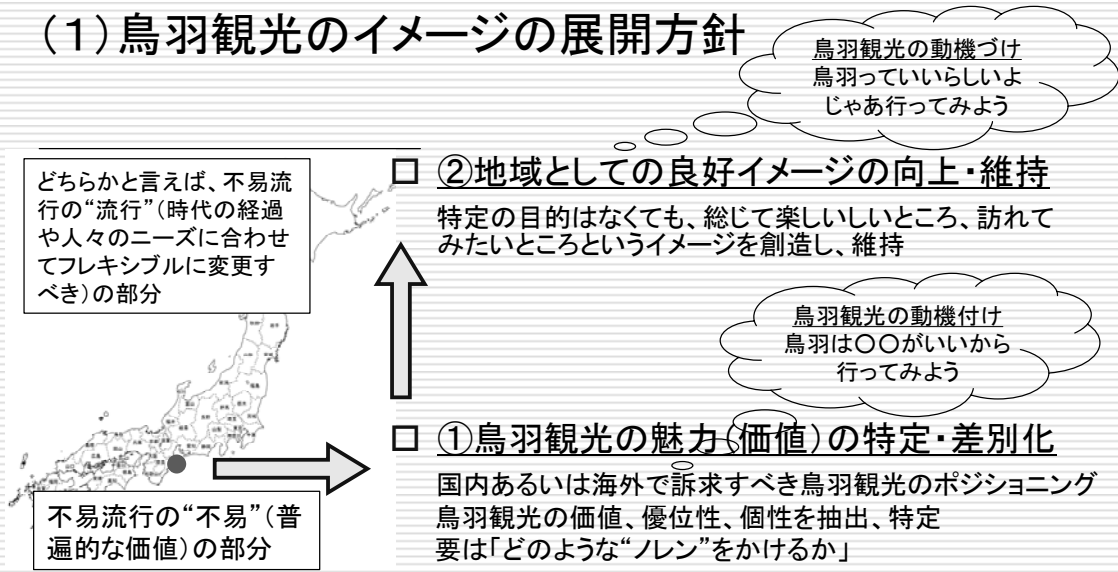 （１）鳥羽観光のイメージの展開方針
鳥羽観光の動機づけ
鳥羽っていいらしいよ
じゃあ行ってみよう
どちらかと言えば、不易流
行の“流行”（時代の経過
や人々のニーズに合わせ
てフレキシブルに変更す
べき）の部分
②地域としての良好イメージの向上・維持
特定の目的はなくても、総じて楽しいしいところ、訪れて
みたいところというイメージを創造し、維持
鳥羽観光の動機付け
鳥羽は〇〇がいいから
行ってみよう
①鳥羽観光の魅力（価値）の特定・差別化
国内あるいは海外で訴求すべき鳥羽観光のポジショニング
鳥羽観光の価値、優位性、個性を抽出、特定
要は「どのような“ノレン”をかけるか」
不易流行の“不易”（普
遍的な価値）の部分